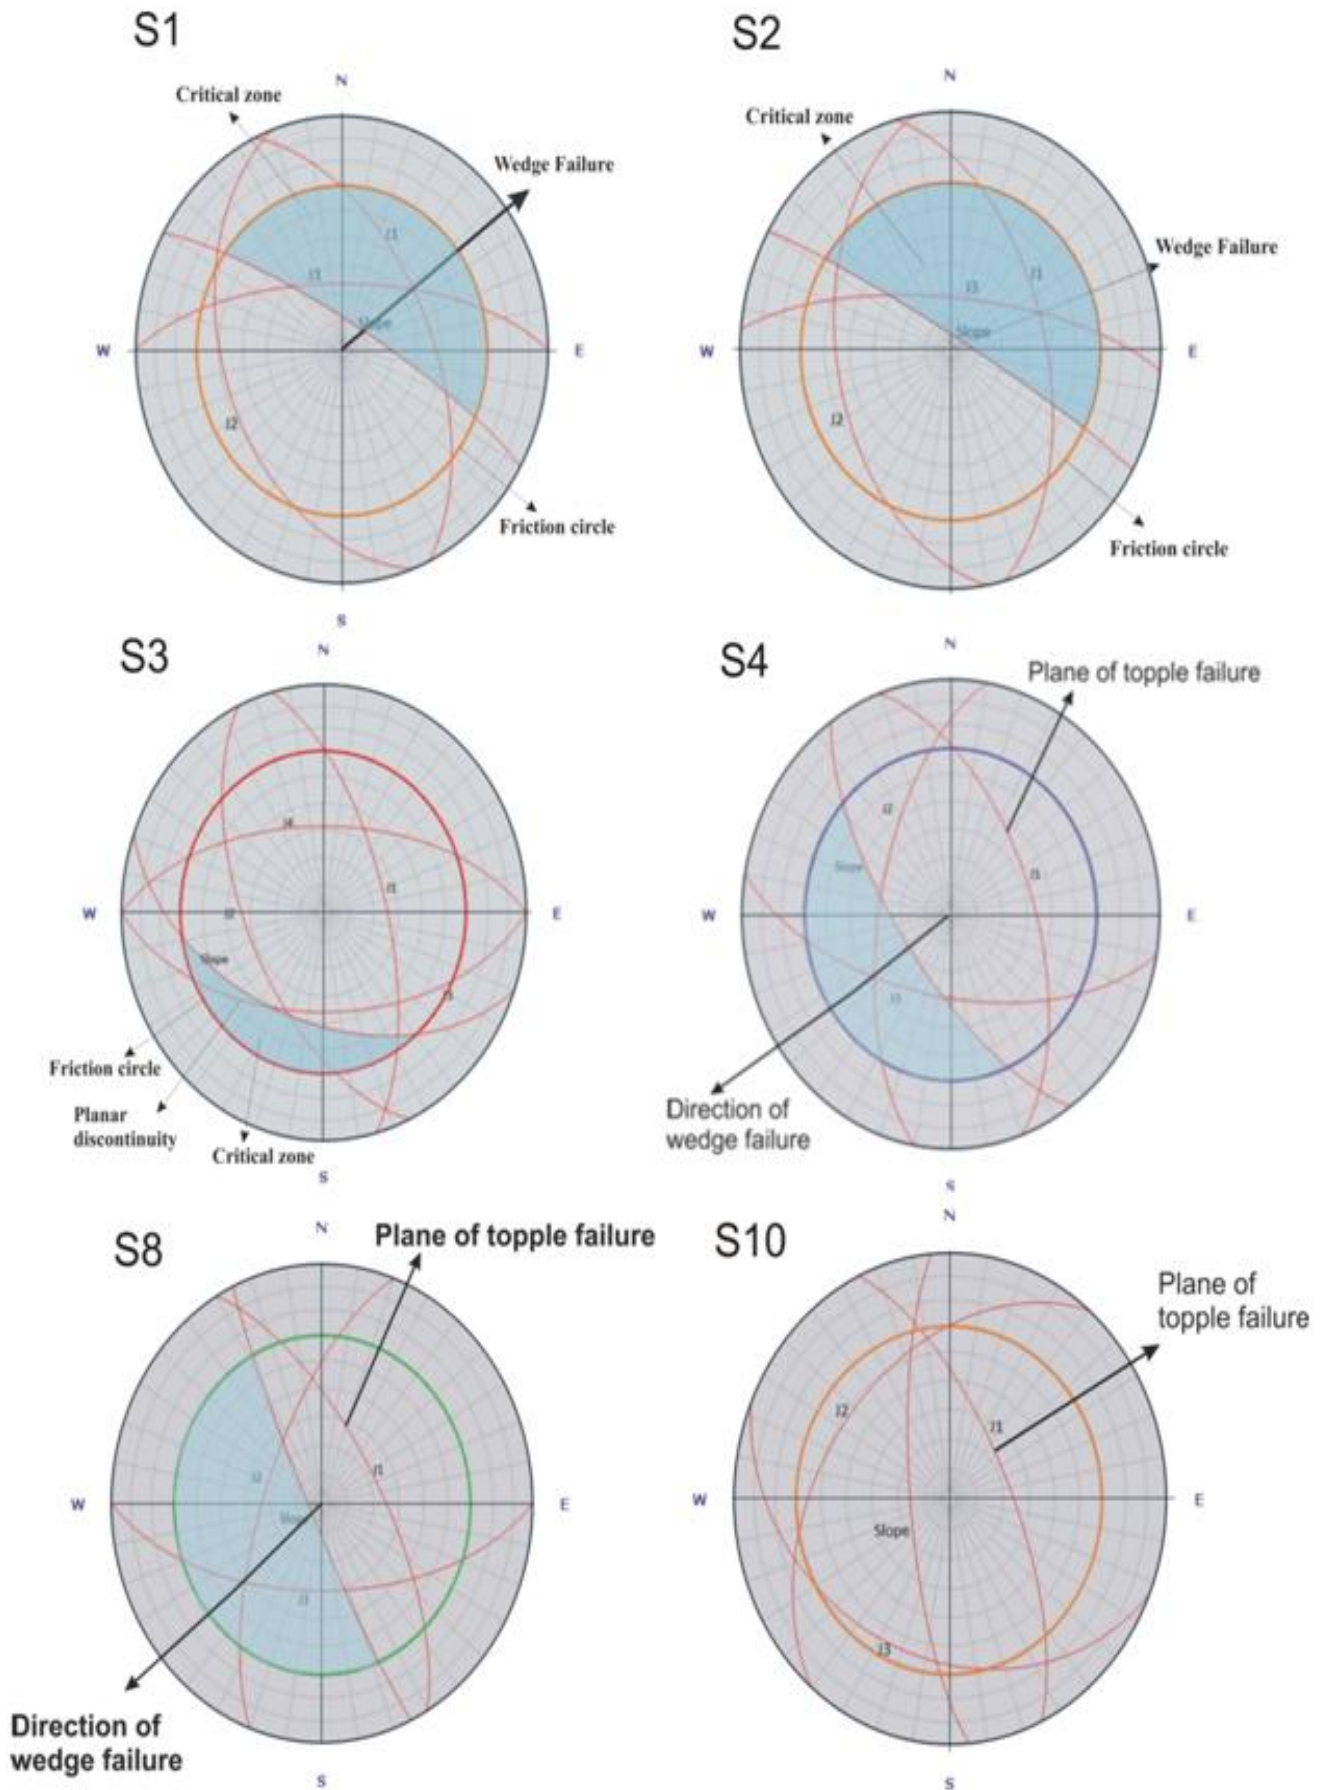 S1
S2
N
N
Critical zone
Critical zone
Wedge Failure
Wedge Failure
J1
J3
Slope
J1
J3
Slope
W
E
W
E
J2
J2
Friction circle
Friction circle
S
S3
N
S4
N
Plane of topple failure
J4
J2
J1
Slope
J1
W
J2
E
W
E
Slope
J3
J3
Friction circle
Planar
discontinuity
Critical zone
Direction of
wedge failure
S
S
S8
N
Plane of topple failure
S10
N
Plane of
topple failure
J2
J1
J2
J1
W
E
W
E
Slope
Slope
J3
J3
Direction of
wedge failure
S
S